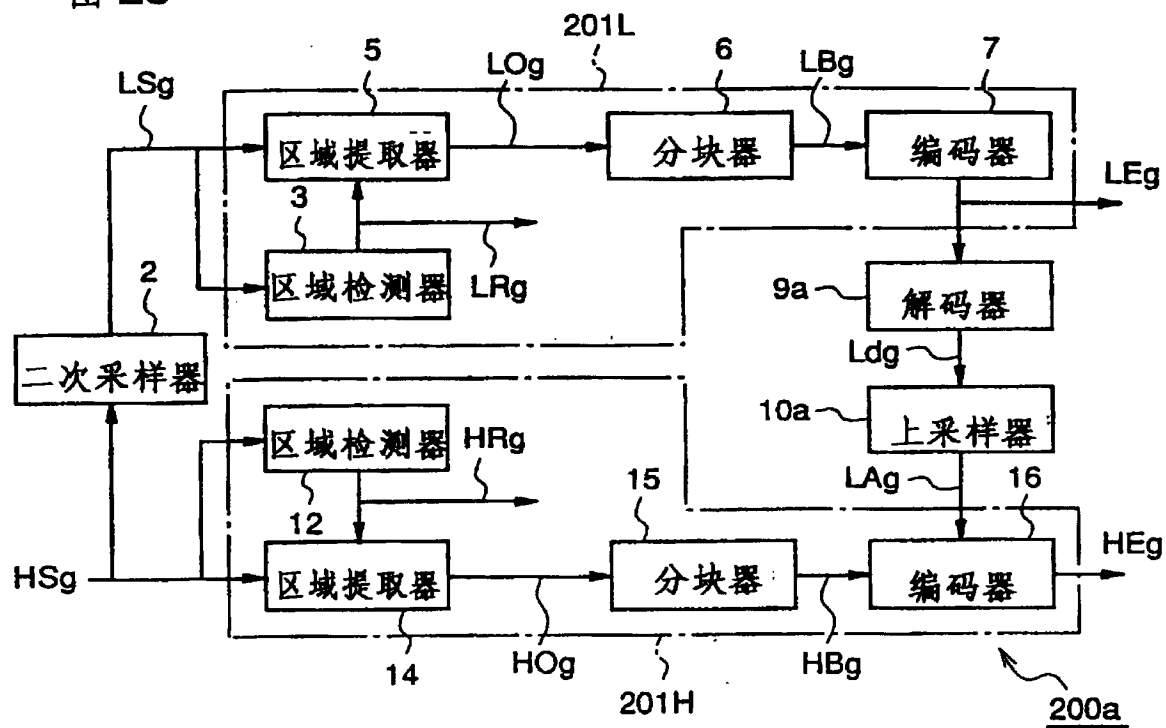 201L
5
LOg
6
LBg
7
LSg
区域提取器
分块器
编码器
LEg
3
区域检测器
LRg
2
9a
解码器
二次采样器
Ldg
10a
上采样器
区域检测器
HRg
LAg
12
15
16
HSg
区域提取器
分块器
编码器
HEg
14
HOg
HBg
201H
200a